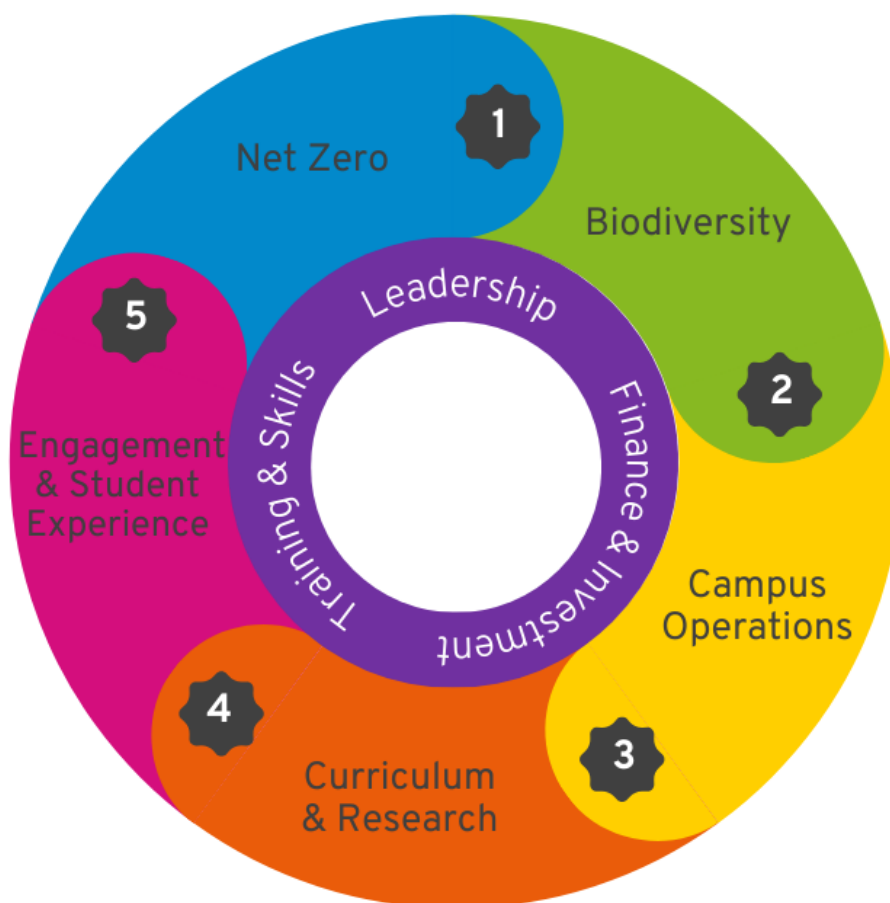 1
Net Zero
Biodiversity
2
Campus
Operations
3
Curriculum
& Research
4
Engagement
& Student
Experience
5
Leadership
Finance & Investment
Training & Skills